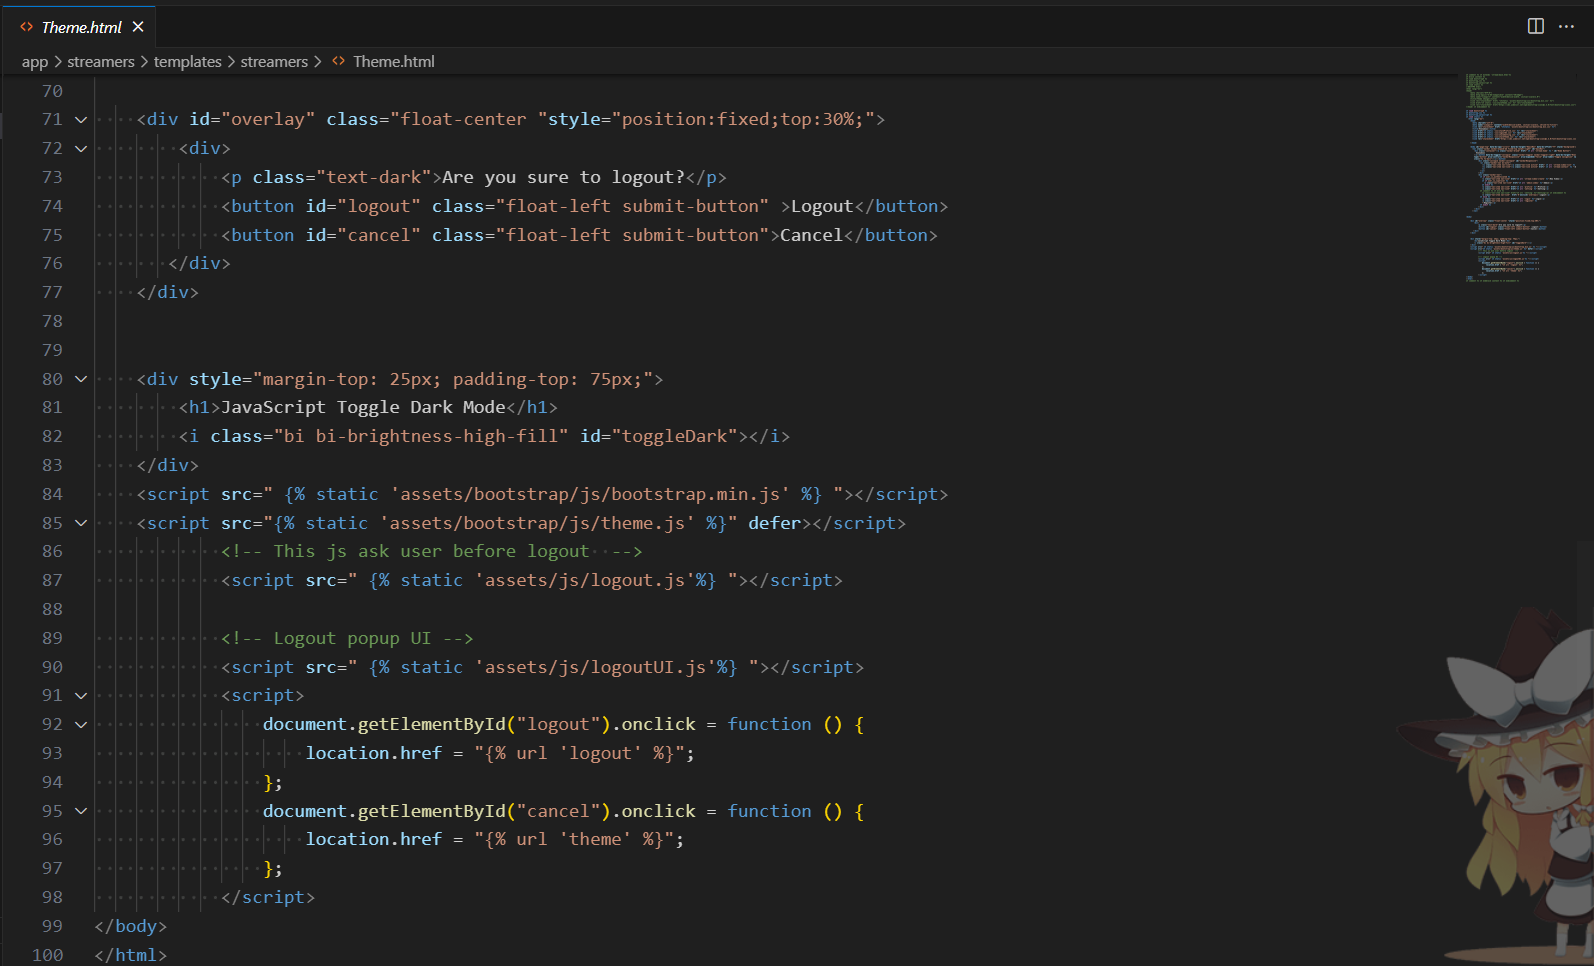 <> Theme.html ×
app > streamers > templates > streamers > <> Theme.html
70
71 <div id="overlay" class="float-center "style="position:fixed;top:30%;">
72 <div>
73 <p class="text-dark">Are you sure to logout?</p>
74 <button id="logout" class="float-left submit-button" >Logout</button>
75 <button id="cancel" class="float-left submit-button">Cancel</button>
76 </div>
77 </div>
78
79
80 <div style="margin-top: 25px; padding-top: 75px;">
81 <h1>JavaScript Toggle Dark Mode</h1>
82 <i class="bi bi-brightness-high-fill" id="toggleDark"></i>
83 </div>
84 <script src=" {% static 'assets/bootstrap/js/bootstrap.min.js' %} "></script>
85 <script src="{% static 'assets/bootstrap/js/theme.js' %}" defer></script>
86 <!-- This js ask user before logout  -->
87 <script src=" {% static 'assets/js/logout.js'%} "></script>
88
89 <!-- Logout popup UI -->
90 <script src=" {% static 'assets/js/logoutUI.js'%} "></script>
91 <script>
92 document.getElementById("logout").onclick = function () {
93 location.href = "{% url 'logout' %}";
94 };
95 document.getElementById("cancel").onclick = function () {
96 location.href = "{% url 'theme' %}";
97 };
98 </script>
99 </body>
100 </html>